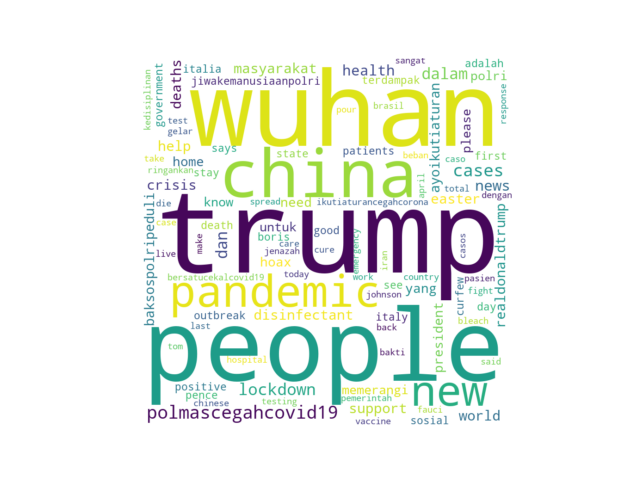 sangat
italia masyarakat health dalam adalah
jiwakemanusiaanpolri terdampak polri
kedisiplinan government deaths wuhan ayoikutiaturan please response
pour brasil
test
gelar
help says patients
take home state first
ringankan stay china beban caso cases
crisis april total news
die know spread need ikutiaturancegahcorona easter dengan
case death untuk good
baksospolripeduli dan boris trump casos realdonaldtrump
live make care cure
hoax jenazah emergency iran
bersatucekalcovid19 today work country pasien
pandemic johnson see yang curfew fight
day
outbreak disinfectant italy president bleach
last back said
tom people bakti
hospital
positive lockdown memerangi new
pence pemerintah
chinese testing
polmascegahcovid19 support fauci world
vaccine sosial